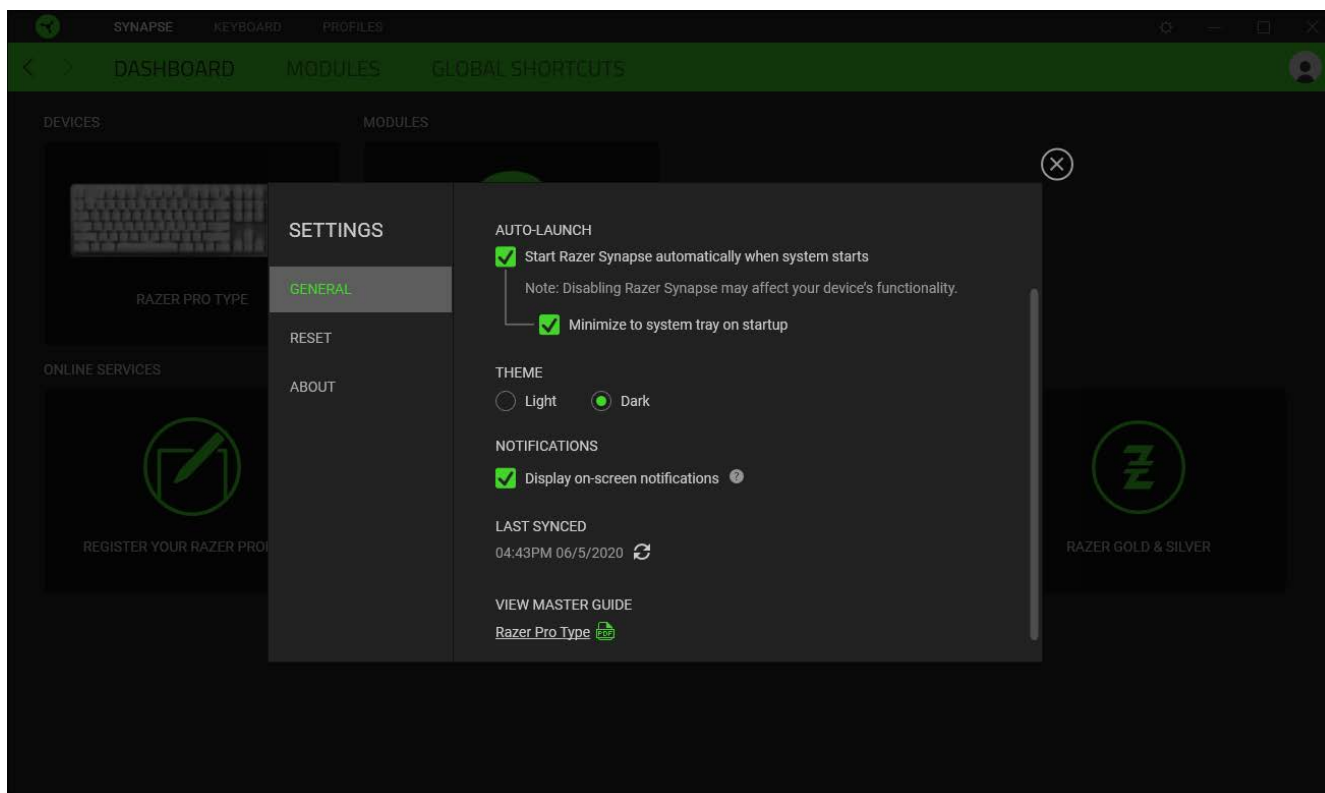 SYNAPSE KEYBOARD PROFILES
DASHBOARD MODULES GLOBAL SHORTCUTS
DEVICES MODULES
RAZER PRO TYPE
ONLINE SERVICES
REGISTER YOUR RAZER
RAZER GOLD & SILVER
SETTINGS
GENERAL
RESET
ABOUT
AUTO-LAUNCH
Start Razer Synapse automatically when system starts
Note: Disabling Razer Synapse may affect your device's functionality.
Minimize to system tray on startup
THEME
Light Dark
NOTIFICATIONS
Display on-screen notifications ?
LAST SYNCED
04:43PM 06/5/2020
VIEW MASTER GUIDE
Razer Pro Type PDF